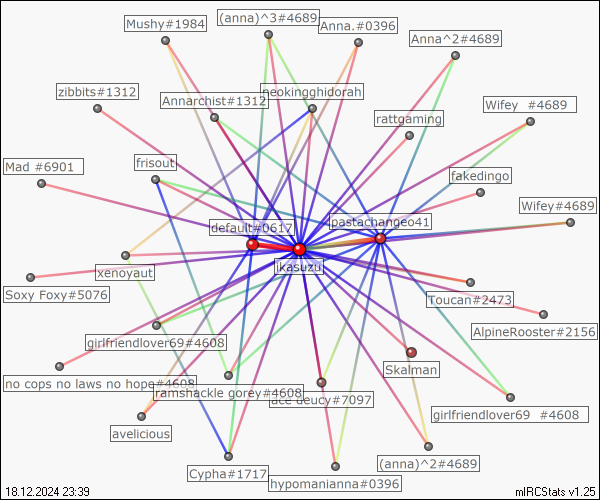 Mushy#1984
(anna)^3#4689
Anna.#0396
Anna^2#4689
zibbits#1312
Annarchist#1312
neokingghidorah
rattgaming
Wifey  #4689
Mad #6901
frisout
fakedingo
default#0617
pastachangeo41
Wifey#4689
xenoyaut
ikasuzu
Soxy Foxy#5076
Toucan#2473
AlpineRooster#2156
girlfriendlover69#4608
Skalman
no cops no laws no hope#4608
ramshackle gorey#4608
ace deucy#7097
girlfriendlover69  #4608
avelicious
Cypha#1717
(anna)^2#4689
hypomanianna#0396
18.12.2024 23:39
mIRCStats v1.25